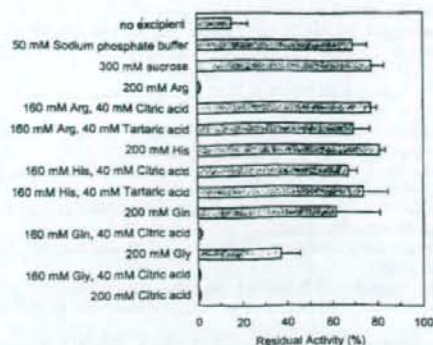 no excipient
50 mM Sodium phosphate buffer
300 mM sucrose
200 mM Arg
160 mM Arg, 40 mM Citric acid
160 mM Arg, 40 mM Tartaric acid
200 mM His
160 mM His, 40 mM Citric acid
160 mM His, 40 mM Tartaric acid
200 mM Gln
160 mM Gln, 40 mM Citric acid
200 mM Gly
160 mM Gly, 40 mM Citric acid
200 mM Citric acid
0 20 40 60 80 100
Residual Activity (%)